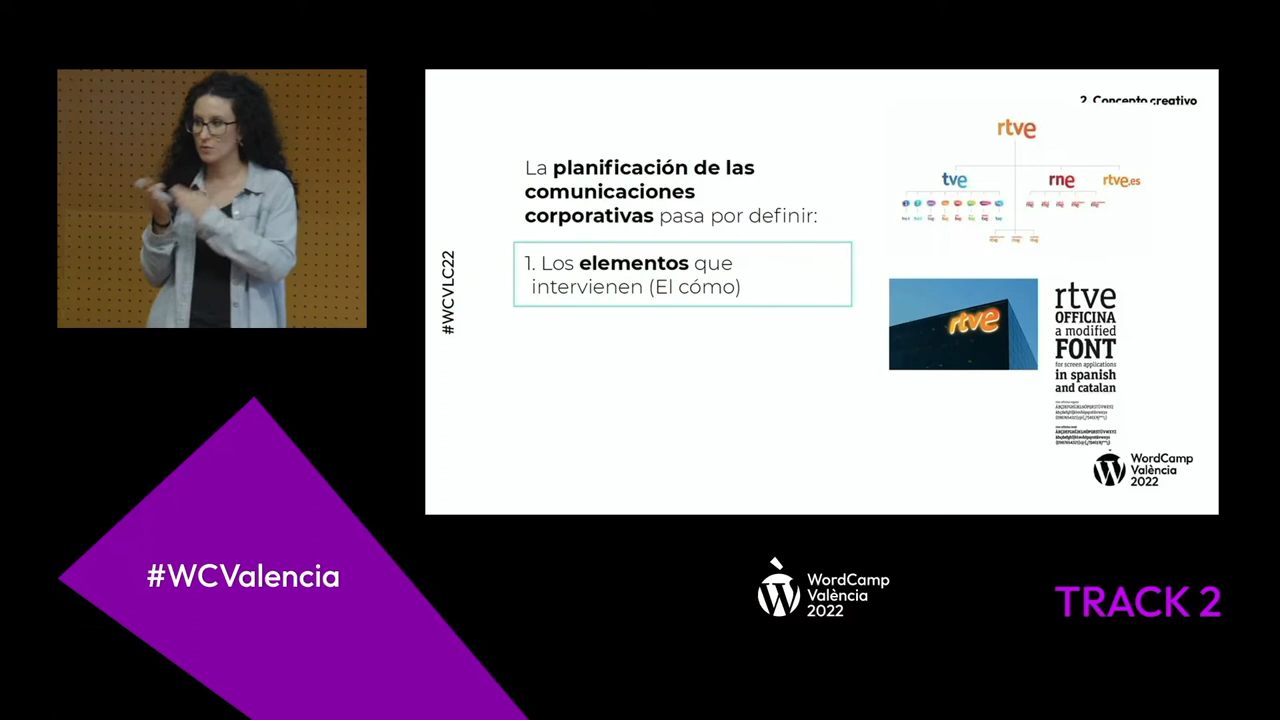 2. Concepto creativo
La planificación de las
comunicaciones
corporativas pasa por definir:
1. Los elementos que
intervienen (El cómo)
#WCVLC22
rtve
tve
rne
rtve.es
rtve
rtve
OFFICINA
a modified
FONT
for screen applications
in spanish
and catalan
WordCamp
València
2022
#WCValencia
WordCamp
València
2022
TRACK 2